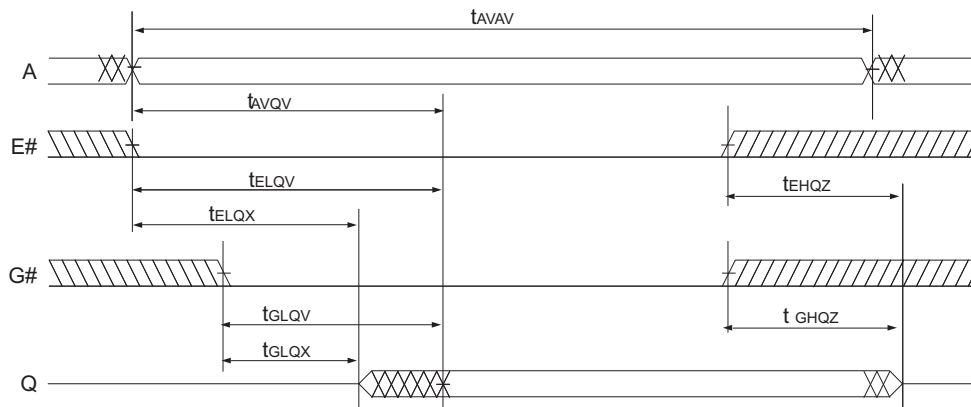 tAVAV
A
tAVQV
E#
tELQV
tEHQZ
tELQX
G#
tGLQV
t GHQZ
tGLQX
Q